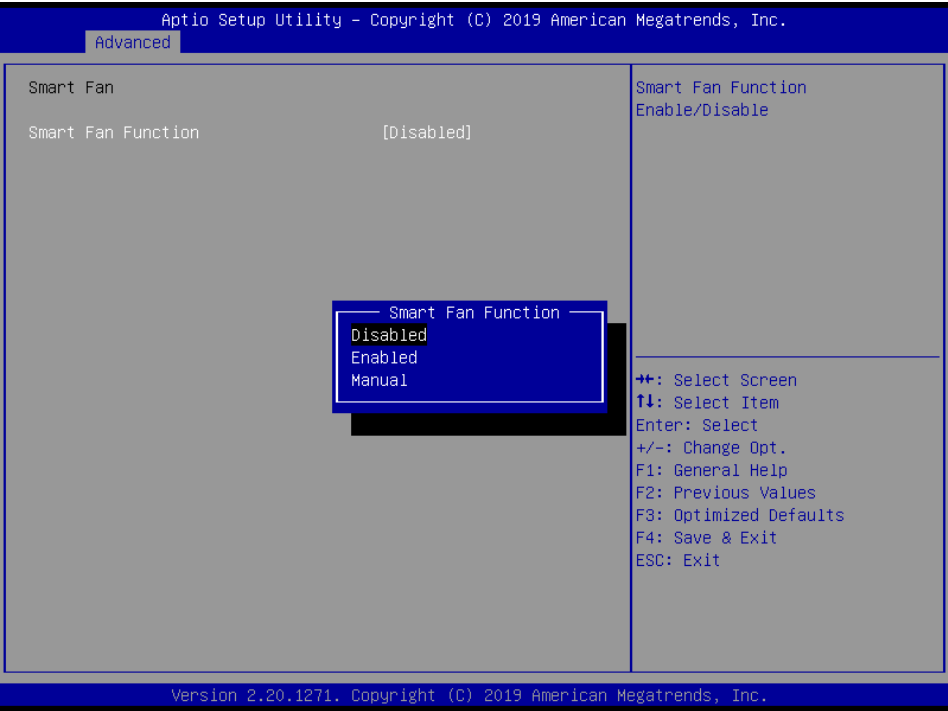 Aptio Setup Utility – Copyright (C) 2019 American Megatrends, Inc.
Advanced
Smart Fan
Smart Fan Function [Disabled]
Smart Fan Function
Enable/Disable
Smart Fan Function
Disabled
Enabled
Manual
→←: Select Screen
↑↓: Select Item
Enter: Select
+/-: Change Opt.
F1: General Help
F2: Previous Values
F3: Optimized Defaults
F4: Save & Exit
ESC: Exit
Version 2.20.1271. Copyright (C) 2019 American Megatrends, Inc.